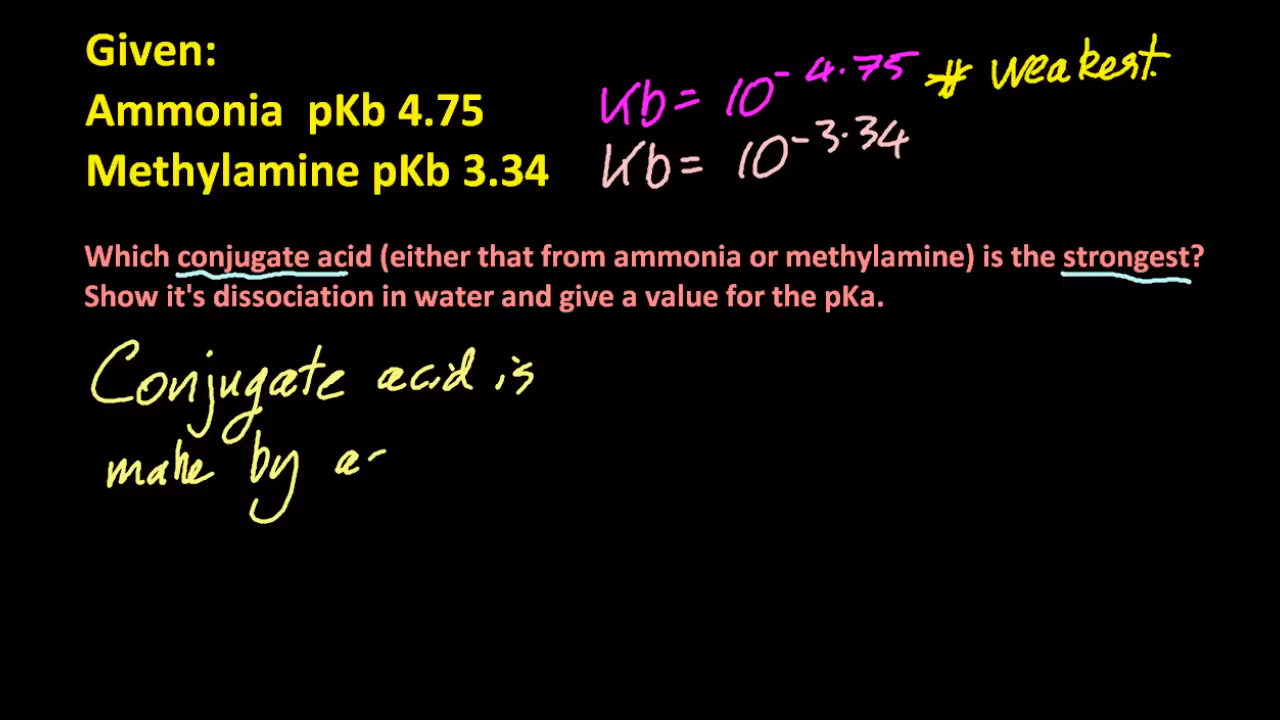 Given:
Ammonia pKb 4.75
Kb = 10^-4.75 # weakest.
Methylamine pKb 3.34
Kb = 10^-3.34
Which conjugate acid (either that from ammonia or methylamine) is the strongest?
Show it's dissociation in water and give a value for the pKa.
Conjugate acid is
make by a